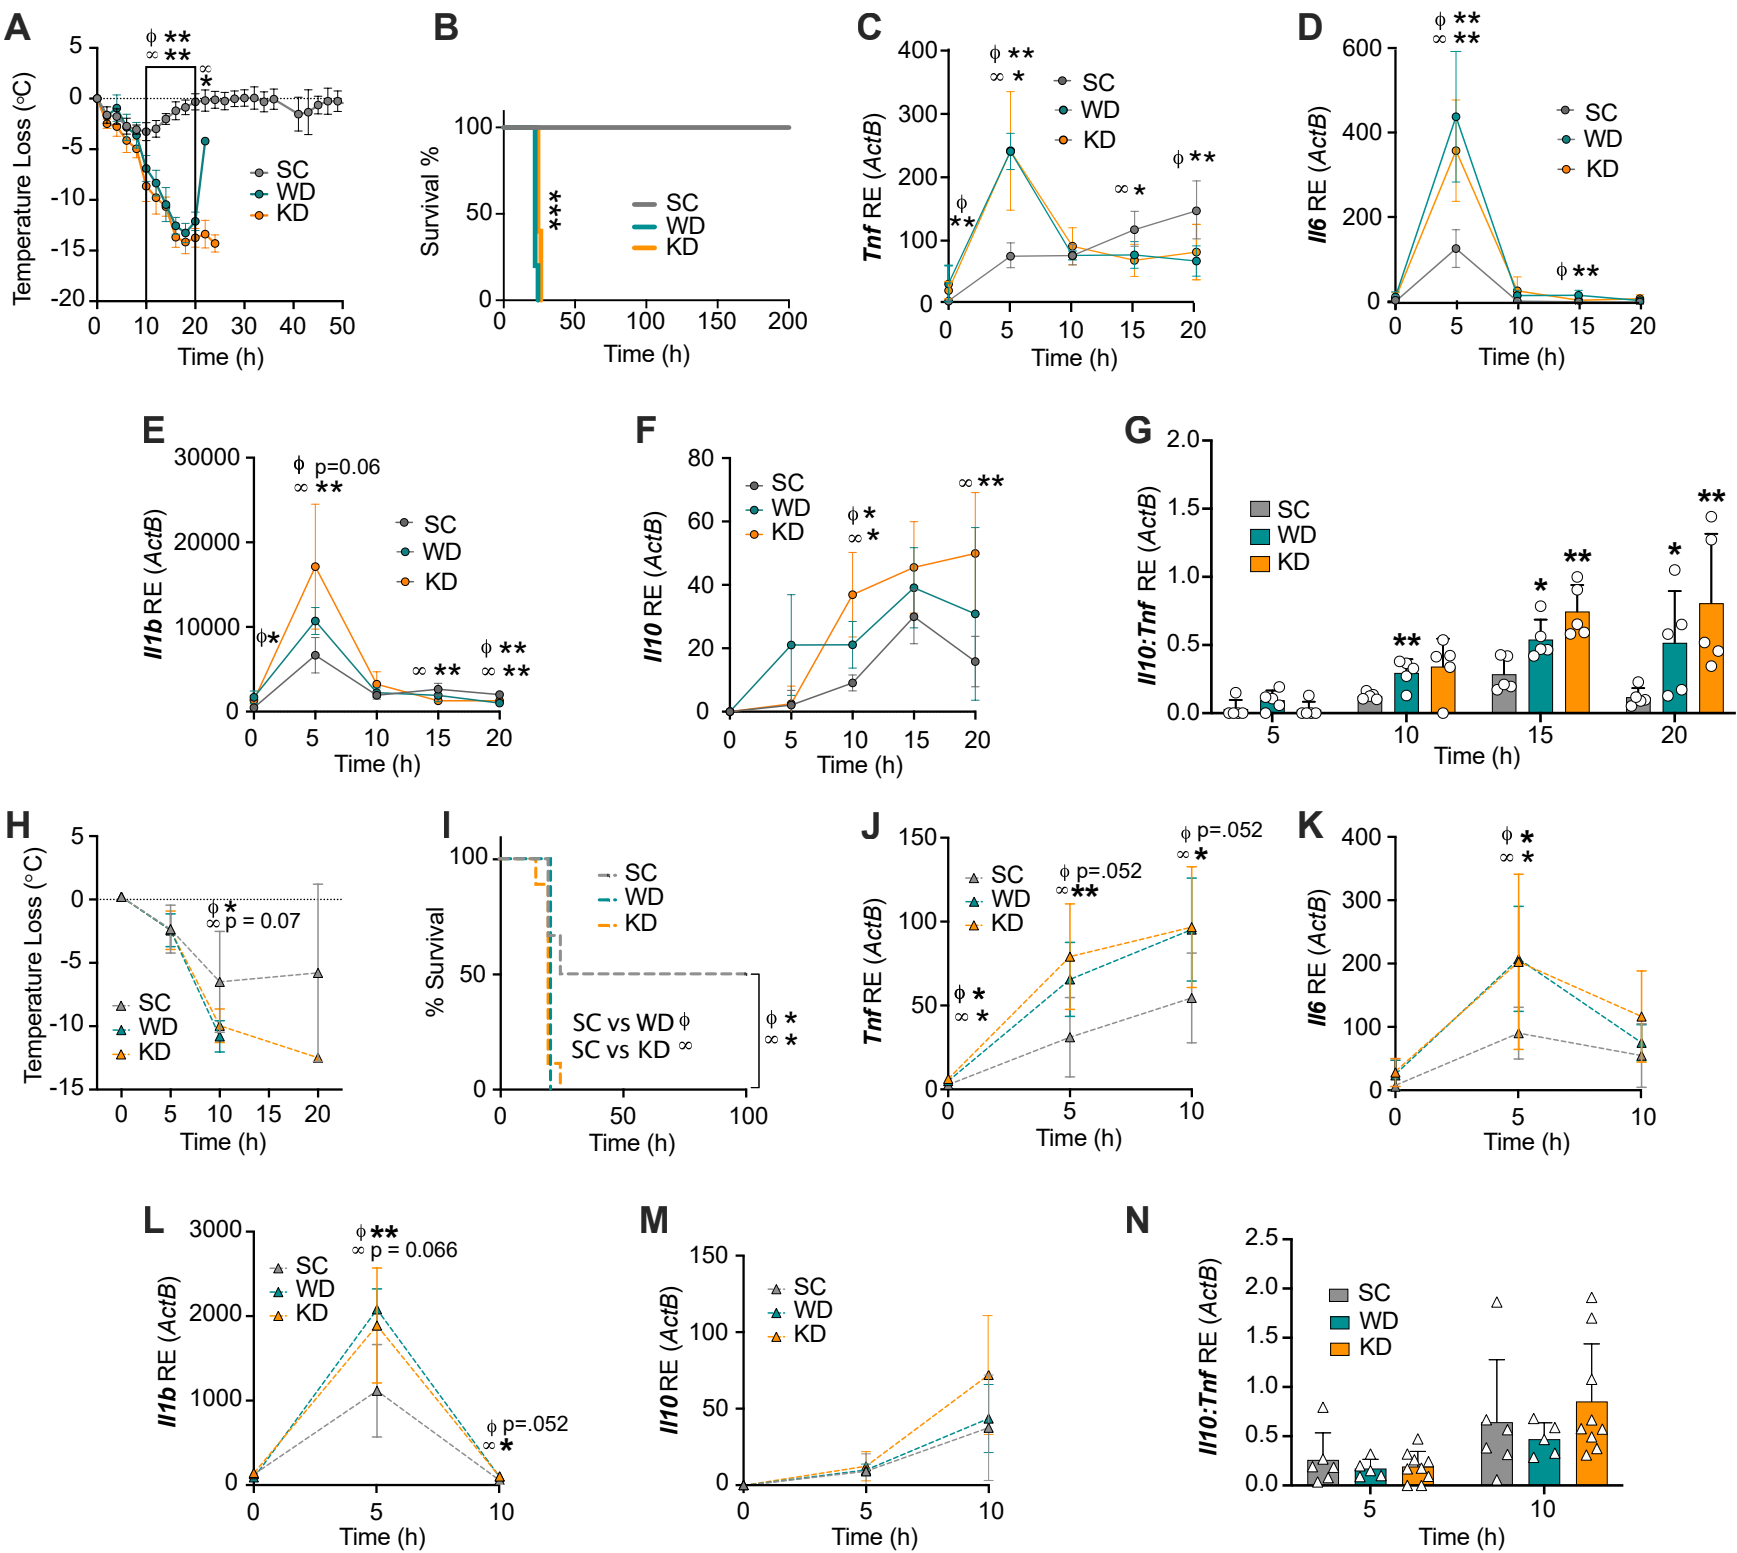 A
Temperature Loss (°C)
5
0
-5
-10
-15
-20
ϕ **
∞ **
∞
*
SC
WD
KD
0 10 20 30 40 50
Time (h)
B
Survival %
100
50
0
***
SC
WD
KD
0 50 100 150 200
Time (h)
C
Tnf RE (ActB)
400
300
200
100
0
ϕ
**
ϕ **
∞ *
∞ *
ϕ **
SC
WD
KD
0 5 10 15 20
Time (h)
D
Il6 RE (ActB)
600
400
200
0
ϕ **
∞ **
ϕ **
SC
WD
KD
0 5 10 15 20
Time (h)
E
Il1b RE (ActB)
30000
20000
10000
0
ϕ*
ϕ p=0.06
∞ **
∞ **
ϕ **
∞ **
SC
WD
KD
0 5 10 15 20
Time (h)
F
Il10 RE (ActB)
80
60
40
20
0
SC
WD
KD
ϕ *
∞ *
∞ **
0 5 10 15 20
Time (h)
G
Il10:Tnf RE (ActB)
2.0
1.5
1.0
0.5
0.0
SC
WD
KD
**
*
**
*
**
5 10 15 20
Time (h)
H
Temperature Loss (°C)
5
0
-5
-10
-15
ϕ *
∞ p = 0.07
SC
WD
KD
0 5 10 15 20
Time (h)
I
% Survival
100
50
0
SC
WD
KD
SC vs WD ϕ
SC vs KD ∞
ϕ *
∞ *
0 50 100
Time (h)
J
Tnf RE (ActB)
150
100
50
0
SC
WD
KD
ϕ *
∞ *
ϕ p=.052
∞**
ϕ p=.052
∞ *
0 5 10
Time (h)
K
Il6 RE (ActB)
400
300
200
100
0
ϕ *
∞ *
0 5 10
Time (h)
L
Il1b RE (ActB)
3000
2000
1000
0
SC
WD
KD
ϕ **
∞ p = 0.066
ϕ p=.052
∞ *
0 5 10
Time (h)
M
Il10 RE (ActB)
150
100
50
0
SC
WD
KD
0 5 10
Time (h)
N
Il10:Tnf RE (ActB)
2.5
2.0
1.5
1.0
0.5
0.0
SC
WD
KD
5 10
Time (h)